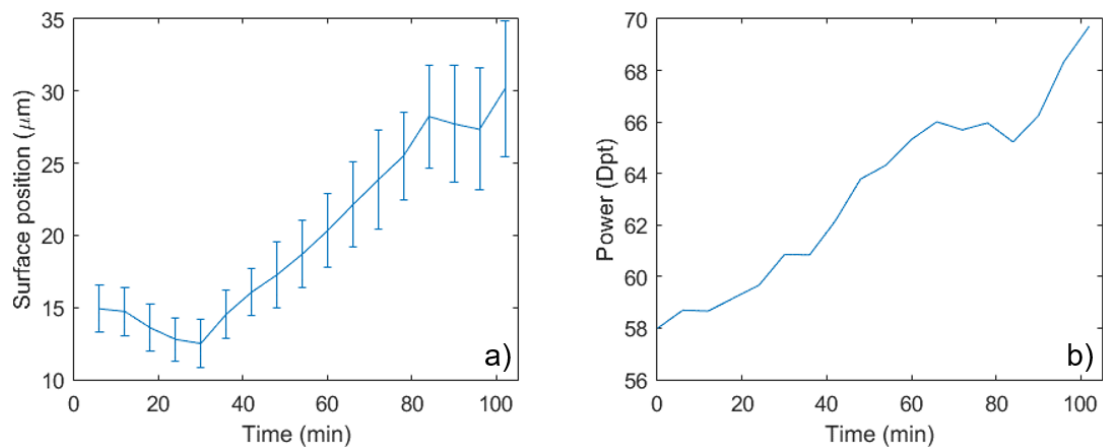 35
30
25
20
15
10
Surface position (μm)
0 20 40 60 80 100
Time (min)
a)
70
68
66
64
62
60
58
56
Power (Dpt)
0 20 40 60 80 100
Time (min)
b)